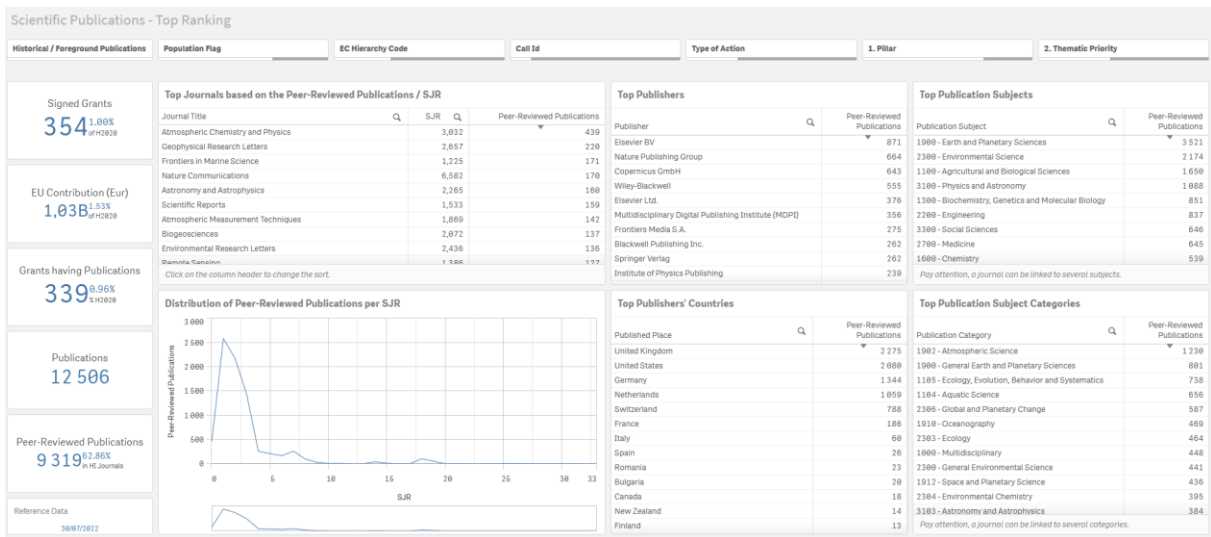 Scientific Publications - Top Ranking
Historical / Foreground Publications
Population Flag
EC Hierarchy Code
Call Id
Type of Action
1. Pillar
2. Thematic Priority
Signed Grants
354 1.00% of H2020
EU Contribution (Eur)
1,03B 1.53% of H2020
Grants having Publications
339 0.96% % H2020
Publications
12 506
Peer-Reviewed Publications
9 319 62.86% in HI Journals
Reference Data
30/07/2022
Top Journals based on the Peer-Reviewed Publications / SJR
Journal Title SJR Peer-Reviewed Publications
Atmospheric Chemistry and Physics 3,032 439
Geophysical Research Letters 2,657 220
Frontiers in Marine Science 1,225 171
Nature Communications 6,582 170
Astronomy and Astrophysics 2,265 160
Scientific Reports 1,533 159
Atmospheric Measurement Techniques 1,869 142
Biogeosciences 2,072 137
Environmental Research Letters 2,436 136
Remote Sensing 1,386 127
Click on the column header to change the sort.
Distribution of Peer-Reviewed Publications per SJR
Peer-Reviewed Publications
3 000
2 500
2 000
1 500
1 000
500
0
0 5 10 15 20 25 30 33
SJR
Top Publishers
Peer-Reviewed
Publisher Publications
Elsevier BV 871
Nature Publishing Group 664
Copernicus GmbH 643
Wiley-Blackwell 555
Elsevier Ltd. 376
Multidisciplinary Digital Publishing Institute (MDPI) 356
Frontiers Media S.A. 275
Blackwell Publishing Inc. 262
Springer Verlag 262
Institute of Physics Publishing 239
Top Publishers' Countries
Peer-Reviewed
Published Place Publications
United Kingdom 2 275
United States 2 080
Germany 1 344
Netherlands 1 059
Switzerland 788
France 186
Italy 60
Spain 26
Romania 23
Bulgaria 20
Canada 18
New Zealand 14
Finland 13
Top Publication Subjects
Peer-Reviewed
Publication Subject Publications
1900 - Earth and Planetary Sciences 3 521
2300 - Environmental Science 2 174
1100 - Agricultural and Biological Sciences 1 650
3100 - Physics and Astronomy 1 088
1300 - Biochemistry, Genetics and Molecular Biology 851
2200 - Engineering 837
3300 - Social Sciences 646
2700 - Medicine 645
1600 - Chemistry 539
Pay attention, a journal can be linked to several subjects.
Top Publication Subject Categories
Peer-Reviewed
Publication Category Publications
1902 - Atmospheric Science 1 230
1900 - General Earth and Planetary Sciences 801
1105 - Ecology, Evolution, Behavior and Systematics 738
1104 - Aquatic Science 656
2306 - Global and Planetary Change 587
1910 - Oceanography 469
2303 - Ecology 464
1000 - Multidisciplinary 448
2300 - General Environmental Science 441
1912 - Space and Planetary Science 436
2304 - Environmental Chemistry 395
3103 - Astronomy and Astrophysics 384
Pay attention, a journal can be linked to several categories.